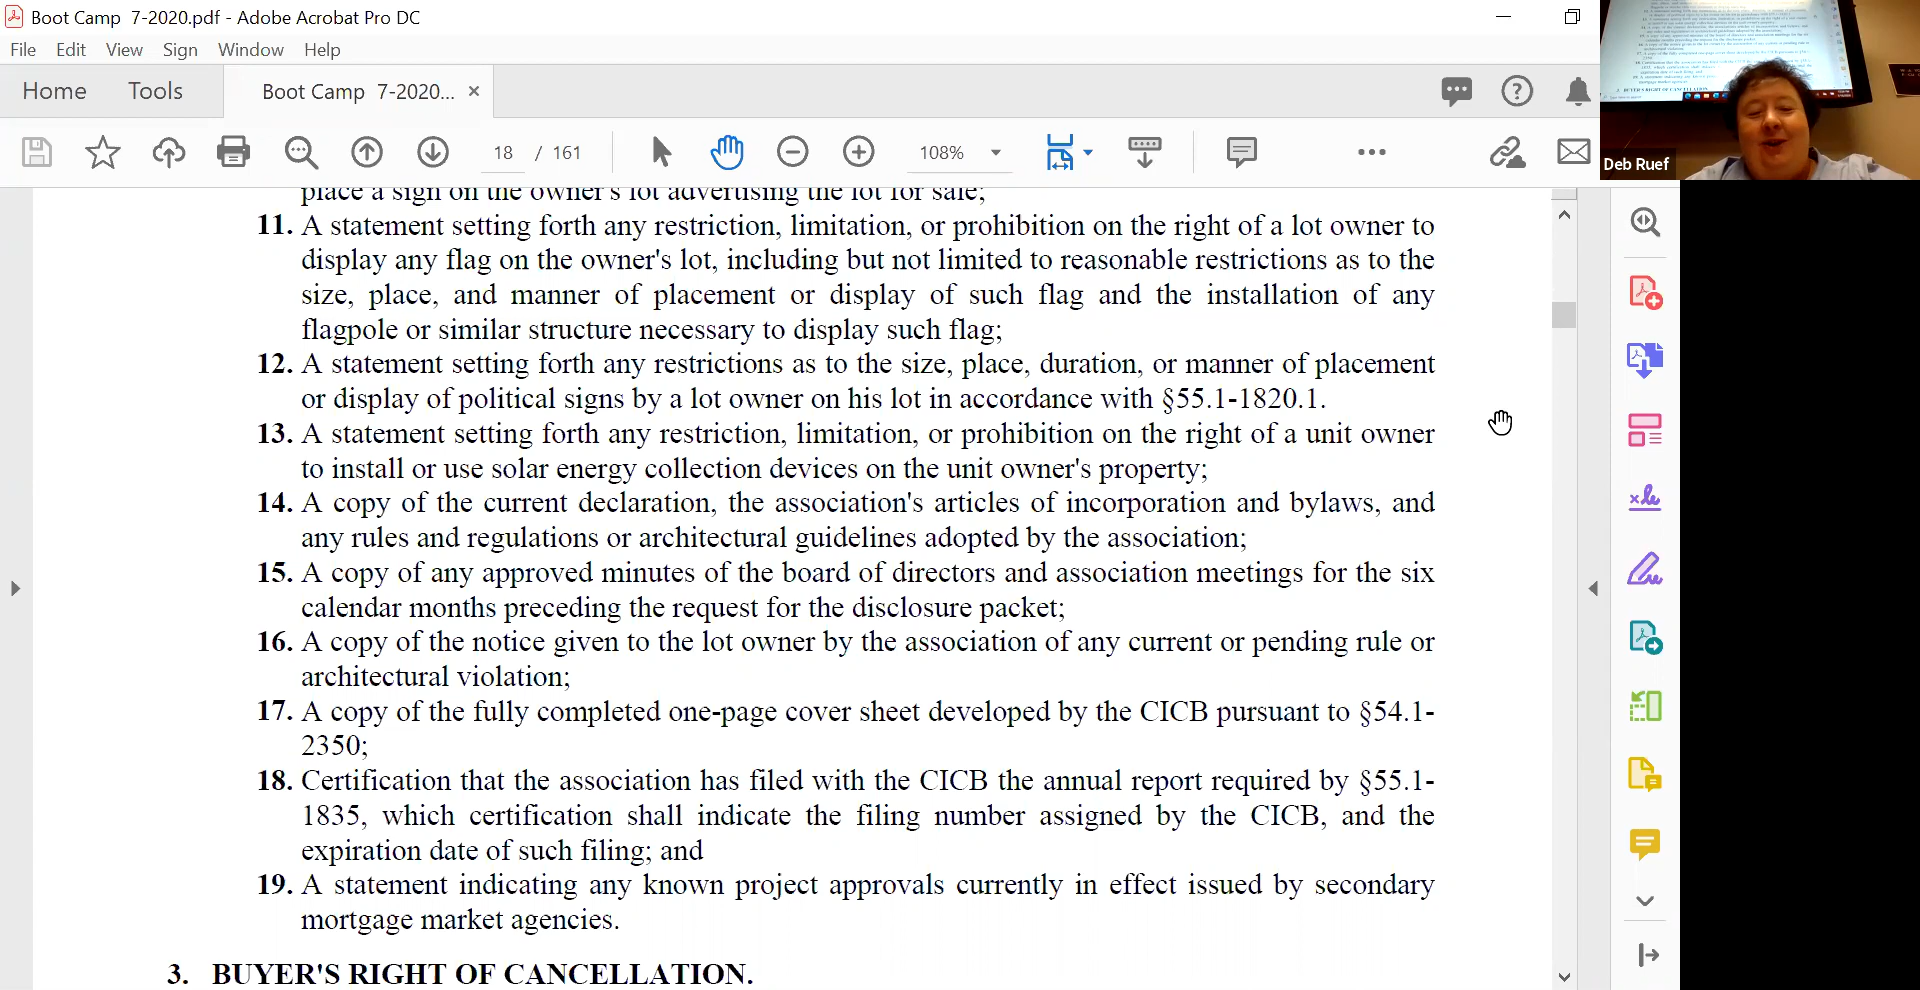 Boot Camp 7-2020.pdf - Adobe Acrobat Pro DC
File Edit View Sign Window Help
Home Tools Boot Camp 7-2020... ×
18 / 161 108%
Deb Ruef
place a sign on the owner's lot advertising the lot for sale;
11. A statement setting forth any restriction, limitation, or prohibition on the right of a lot owner to
display any flag on the owner's lot, including but not limited to reasonable restrictions as to the
size, place, and manner of placement or display of such flag and the installation of any
flagpole or similar structure necessary to display such flag;
12. A statement setting forth any restrictions as to the size, place, duration, or manner of placement
or display of political signs by a lot owner on his lot in accordance with §55.1-1820.1.
13. A statement setting forth any restriction, limitation, or prohibition on the right of a unit owner
to install or use solar energy collection devices on the unit owner's property;
14. A copy of the current declaration, the association's articles of incorporation and bylaws, and
any rules and regulations or architectural guidelines adopted by the association;
15. A copy of any approved minutes of the board of directors and association meetings for the six
calendar months preceding the request for the disclosure packet;
16. A copy of the notice given to the lot owner by the association of any current or pending rule or
architectural violation;
17. A copy of the fully completed one-page cover sheet developed by the CICB pursuant to §54.1-
2350;
18. Certification that the association has filed with the CICB the annual report required by §55.1-
1835, which certification shall indicate the filing number assigned by the CICB, and the
expiration date of such filing; and
19. A statement indicating any known project approvals currently in effect issued by secondary
mortgage market agencies.
3. BUYER'S RIGHT OF CANCELLATION.